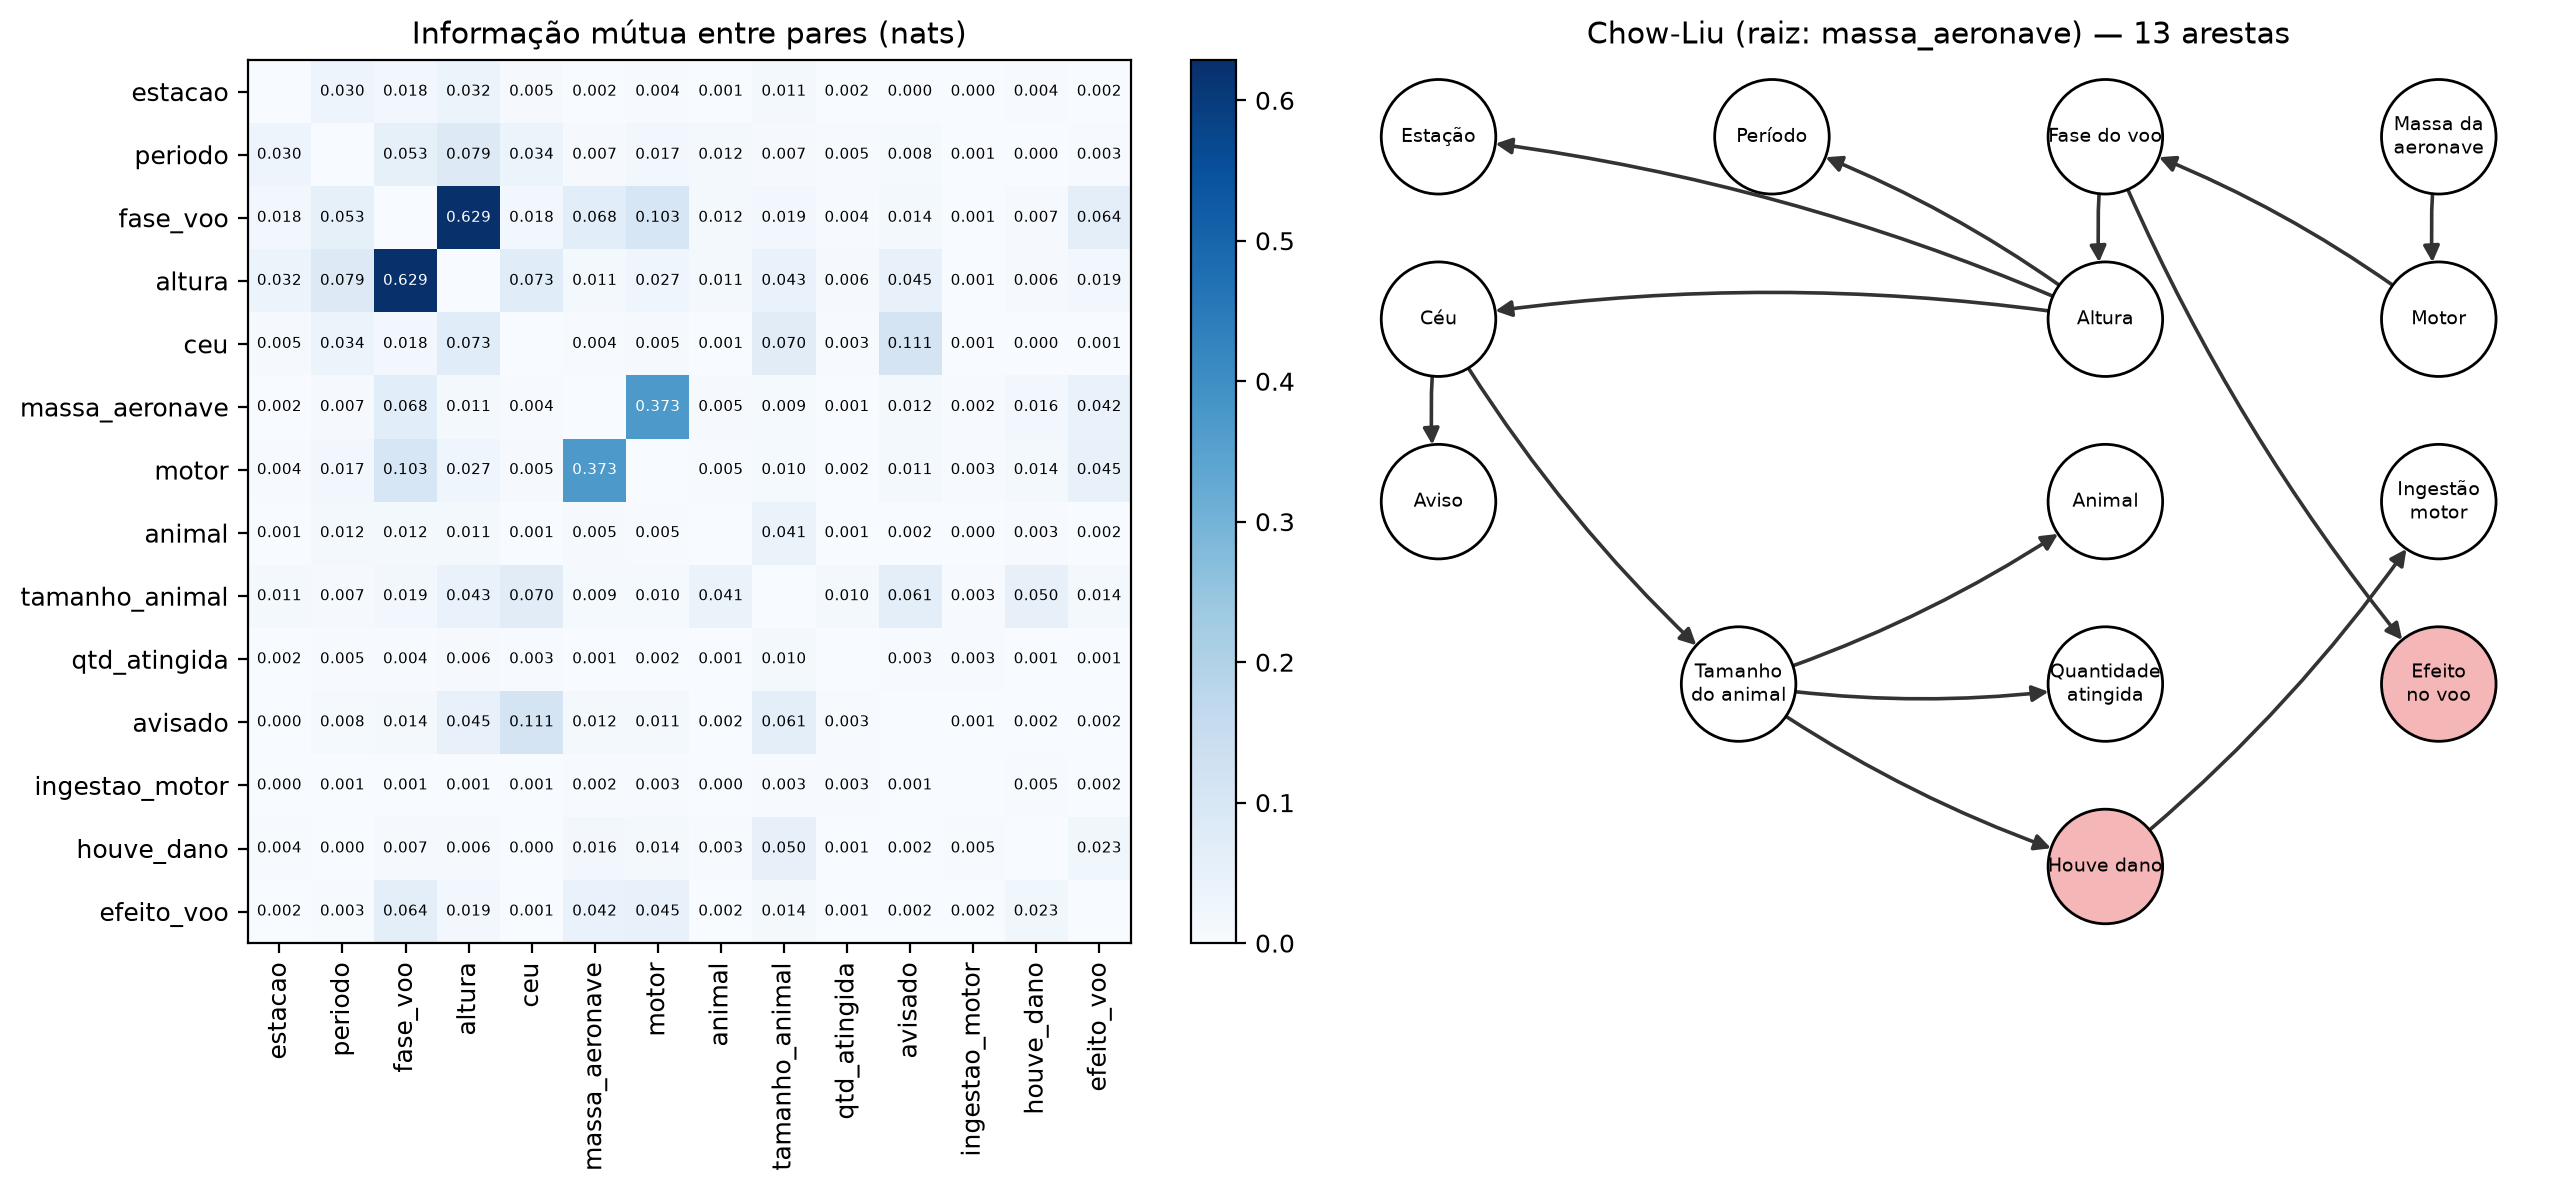 Informação mútua entre pares (nats)
estacao 0.030 0.018 0.032 0.005 0.002 0.004 0.001 0.011 0.002 0.000 0.000 0.004 0.002
periodo 0.030 0.053 0.079 0.034 0.007 0.017 0.012 0.007 0.005 0.008 0.001 0.000 0.003
fase_voo 0.018 0.053 0.629 0.018 0.068 0.103 0.012 0.019 0.004 0.014 0.001 0.007 0.064
altura 0.032 0.079 0.629 0.073 0.011 0.027 0.011 0.043 0.006 0.045 0.001 0.006 0.019
ceu 0.005 0.034 0.018 0.073 0.004 0.005 0.001 0.070 0.003 0.111 0.001 0.000 0.001
massa_aeronave 0.002 0.007 0.068 0.011 0.004 0.373 0.005 0.009 0.001 0.012 0.002 0.016 0.042
motor 0.004 0.017 0.103 0.027 0.005 0.373 0.005 0.010 0.002 0.011 0.003 0.014 0.045
animal 0.001 0.012 0.012 0.011 0.001 0.005 0.005 0.041 0.001 0.002 0.000 0.003 0.002
tamanho_animal 0.011 0.007 0.019 0.043 0.070 0.009 0.010 0.041 0.010 0.061 0.003 0.050 0.014
qtd_atingida 0.002 0.005 0.004 0.006 0.003 0.001 0.002 0.001 0.010 0.003 0.003 0.001 0.001
avisado 0.000 0.008 0.014 0.045 0.111 0.012 0.011 0.002 0.061 0.003 0.001 0.002 0.002
ingestao_motor 0.000 0.001 0.001 0.001 0.001 0.002 0.003 0.000 0.003 0.003 0.001 0.005 0.002
houve_dano 0.004 0.000 0.007 0.006 0.000 0.016 0.014 0.003 0.050 0.001 0.002 0.005 0.023
efeito_voo 0.002 0.003 0.064 0.019 0.001 0.042 0.045 0.002 0.014 0.001 0.002 0.002 0.023
estacao
periodo
fase_voo
altura
ceu
massa_aeronave
motor
animal
tamanho_animal
qtd_atingida
avisado
ingestao_motor
houve_dano
efeito_voo
0.6
0.5
0.4
0.3
0.2
0.1
0.0
Chow-Liu (raiz: massa_aeronave) — 13 arestas
Estação
Período
Fase do voo
Massa da
aeronave
Céu
Altura
Motor
Aviso
Animal
Ingestão
motor
Tamanho
do animal
Quantidade
atingida
Efeito
no voo
Houve dano